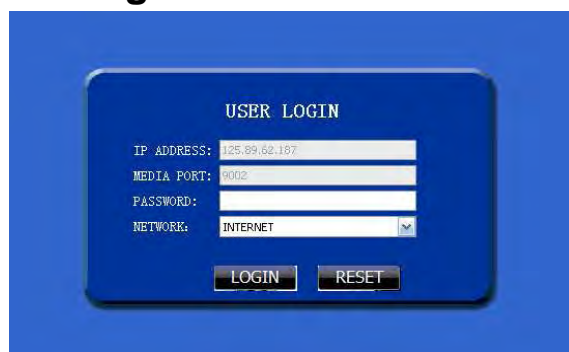 USER LOGIN
IP ADDRESS: 125.89.62.187
MEDIA PORT: 9002
PASSWORD:
NETWORK: INTERNET
LOGIN RESET